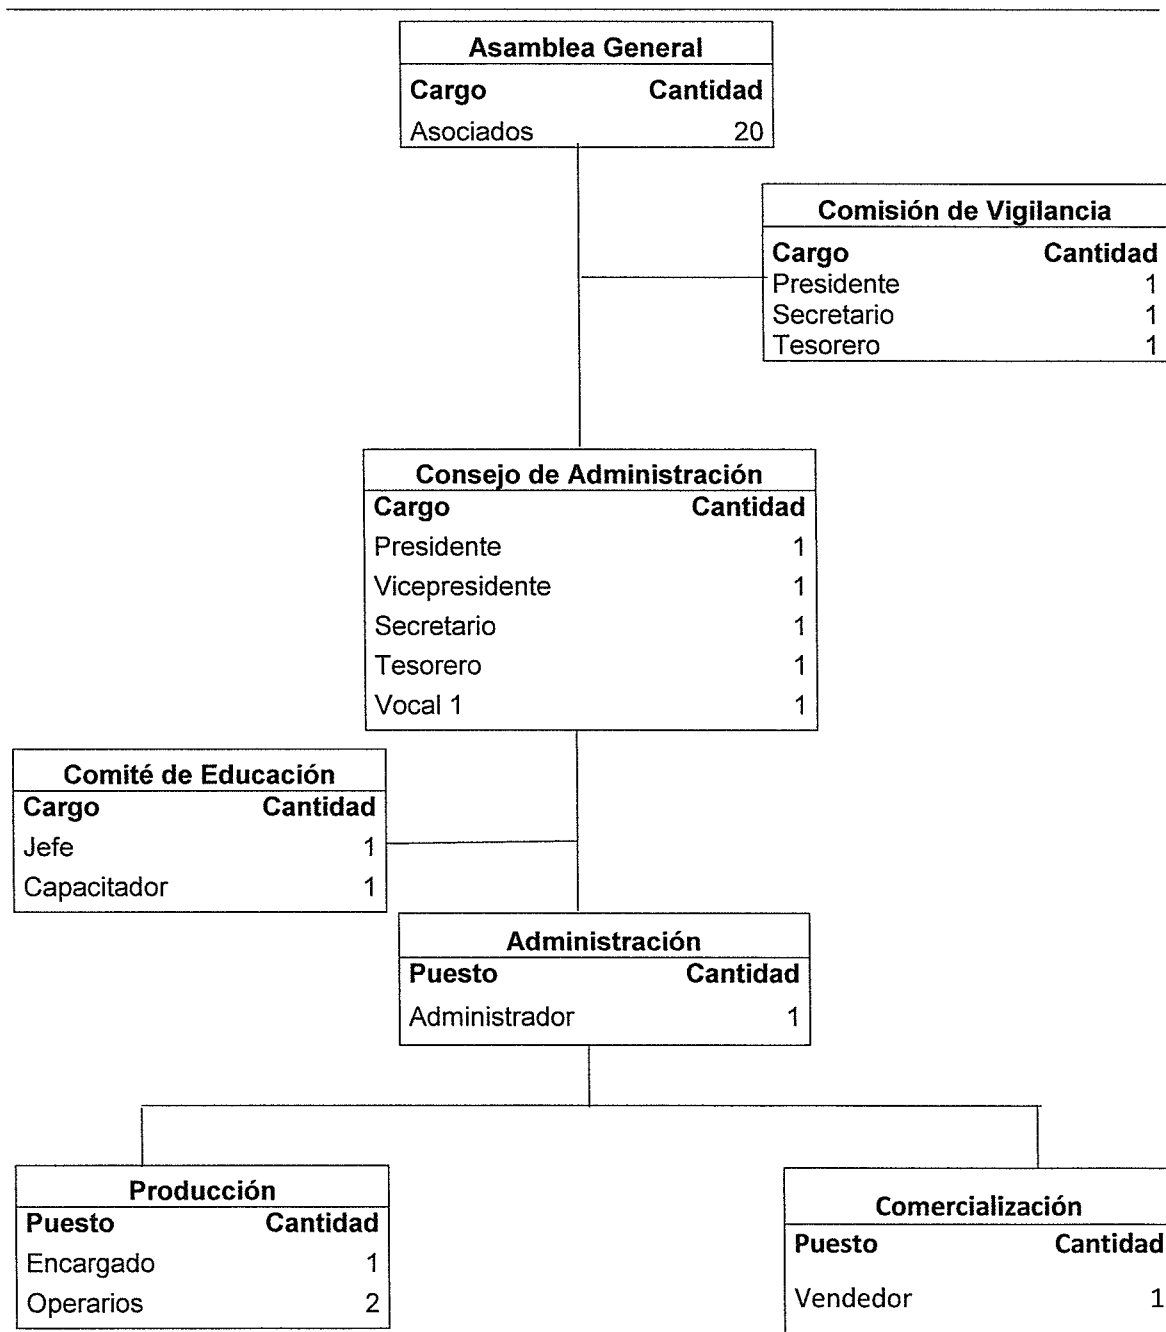 Asamblea General
Cargo Cantidad
Asociados 20
Comisión de Vigilancia
Cargo Cantidad
Presidente 1
Secretario 1
Tesorero 1
Consejo de Administración
Cargo Cantidad
Presidente 1
Vicepresidente 1
Secretario 1
Tesorero 1
Vocal 1 1
Comité de Educación
Cargo Cantidad
Jefe 1
Capacitador 1
Administración
Puesto Cantidad
Administrador 1
Producción
Puesto Cantidad
Encargado 1
Operarios 2
Comercialización
Puesto Cantidad
Vendedor 1